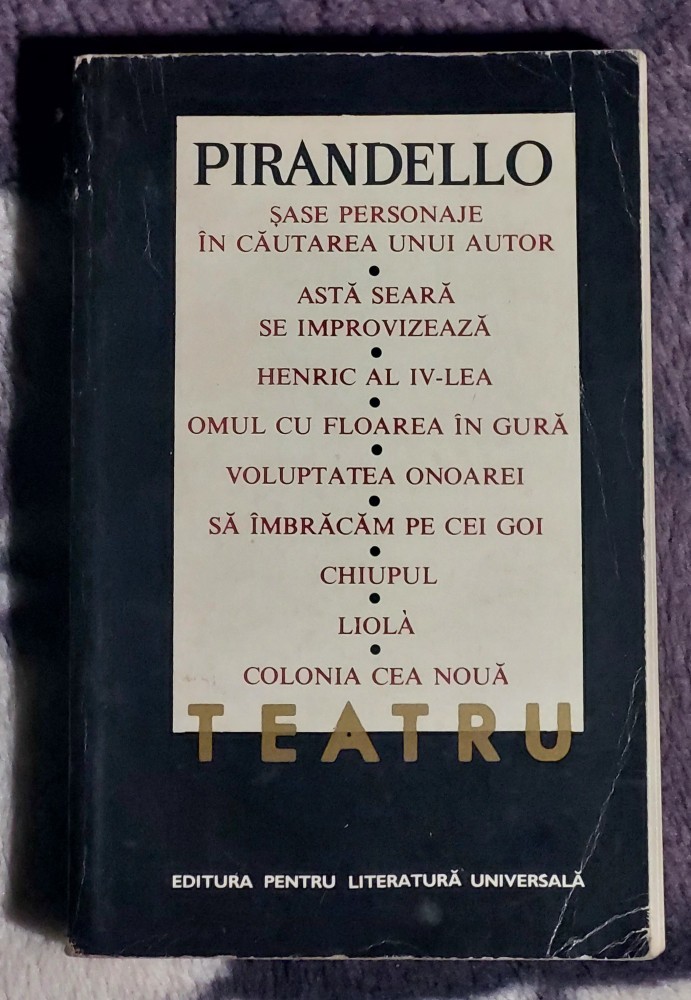 PIRANDELLO
ȘASE PERSONAJE
ÎN CĂUTAREA UNUI AUTOR
•
ASTĂ SEARĂ
SE IMPROVIZEAZĂ
•
HENRIC AL IV-LEA
•
OMUL CU FLOAREA ÎN GURĂ
•
VOLUPTATEA ONOAREI
•
SĂ ÎMBRĂCĂM PE CEI GOI
•
CHIUPUL
•
LIOLÀ
•
COLONIA CEA NOUĂ
TEATRU
EDITURA PENTRU LITERATURĂ UNIVERSALĂ